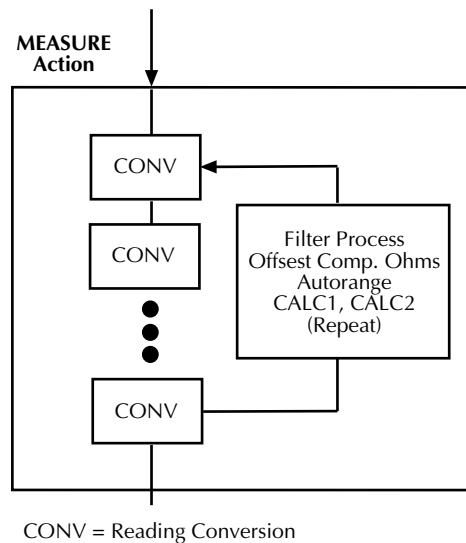 MEASURE
Action
CONV
CONV
CONV
Filter Process
Offsest Comp. Ohms
Autorange
CALC1, CALC2
(Repeat)
CONV = Reading Conversion